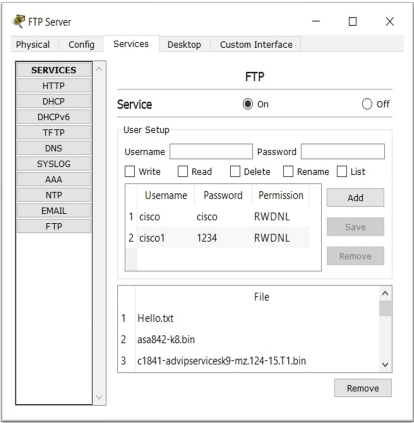 FTP Server
Physical Config Services Desktop Custom Interface
SERVICES
HTTP
DHCP
DHCPv6
TFTP
DNS
SYSLOG
AAA
NTP
EMAIL
FTP
FTP
Service On Off
User Setup
Username Password
Write Read Delete Rename List
Username Password Permission
1 cisco cisco RWDNL
2 cisco1 1234 RWDNL
Add
Save
Remove
File
1 Hello.txt
2 asa842-k8.bin
3 c1841-advipservicesk9-mz.124-15.T1.bin
Remove